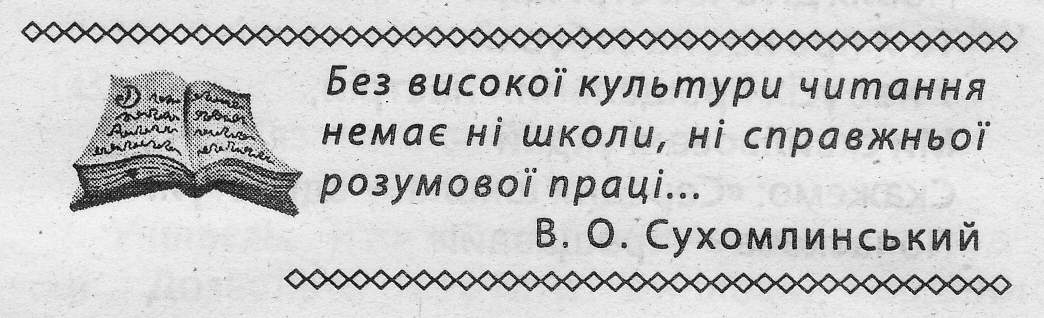 Без високої культури читання
немає ні школи, ні справжньої
розумової праці...
В. О. Сухомлинський